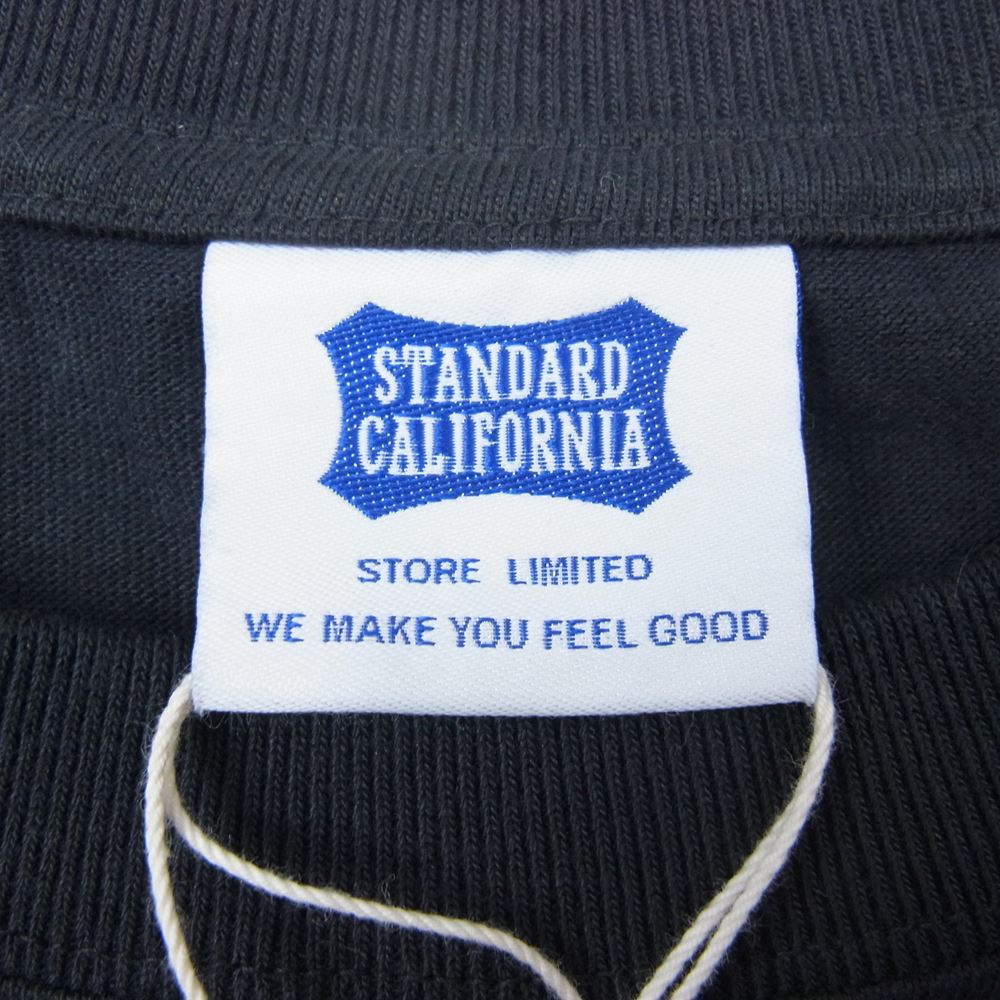 STANDARD
CALIFORNIA
STORE LIMITED
WE MAKE YOU FEEL GOOD